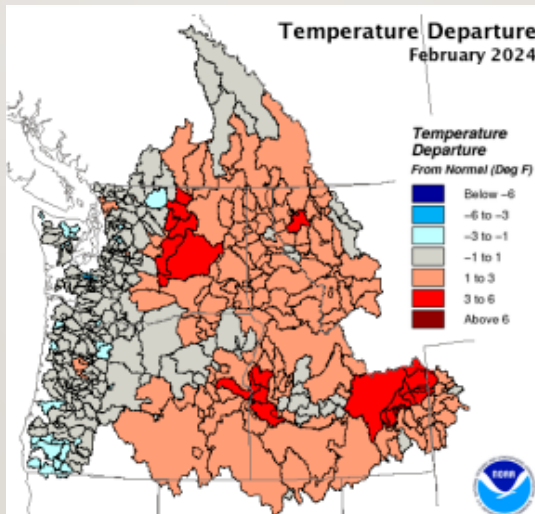 Temperature Departure
February 2024
Temperature
Departure
From Normal (Deg F)
Below -6
-6 to -3
-3 to -1
-1 to 1
1 to 3
3 to 6
Above 6
NOAA